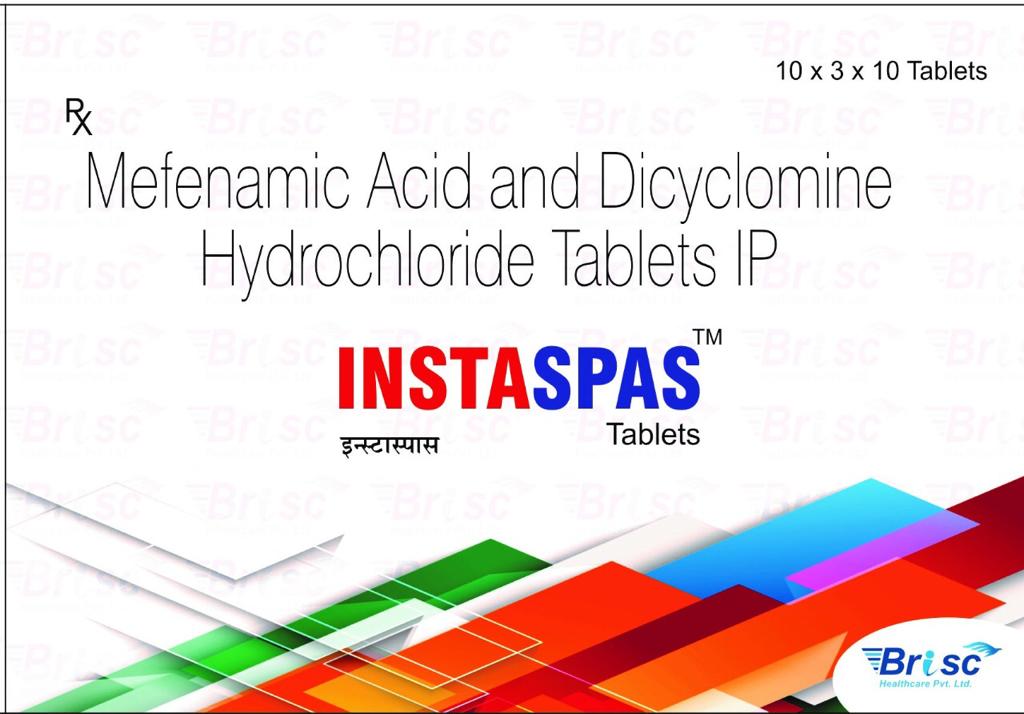 10 x 3 x 10 Tablets
Rx
Mefenamic Acid and Dicyclomine
Hydrochloride Tablets IP
INSTASPAS™
Tablets
इन्स्टास्पास
Brisc
Healthcare Pvt. Ltd.